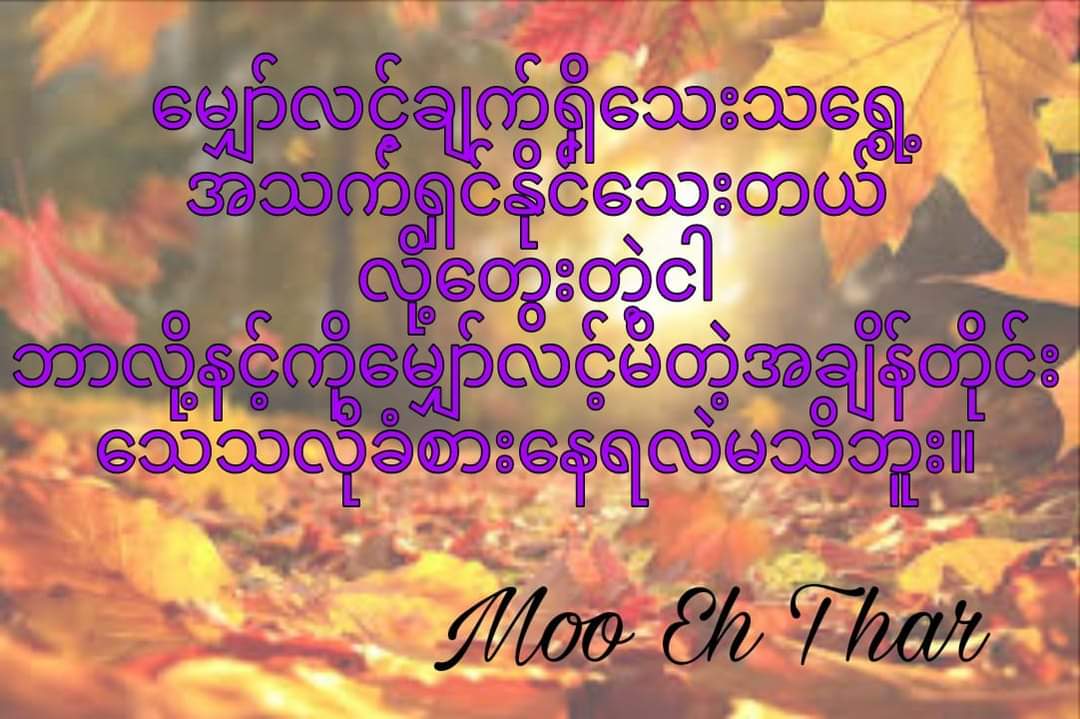 မျှော်လင့်ချက်ရှိသေးသရွေ့
အသက်ရှင်နိုင်သေးတယ်
လို့တွေးတဲ့ငါ
ဘာလို့နင့်ကိုမျှော်လင့်မိတဲ့အချိန်တိုင်း
သေသလိုခံစားနေရလဲမသိဘူး။
Moo Eh Thar